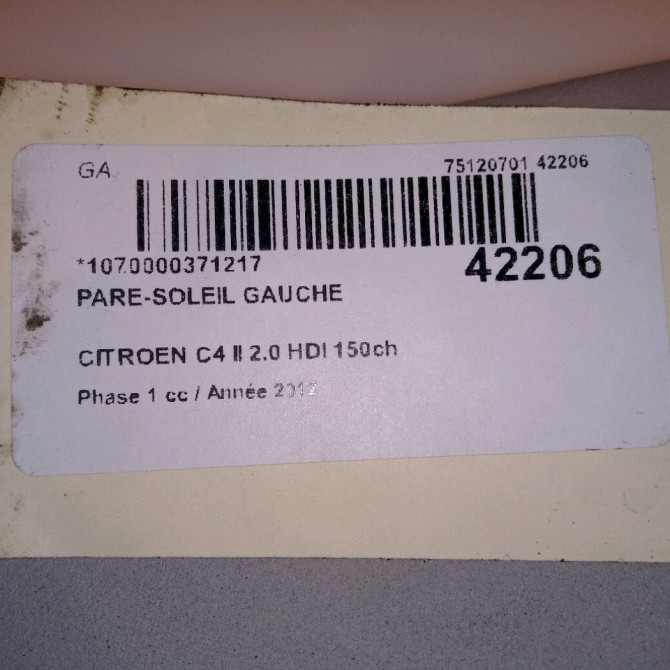 GA 75120701 42206
*1070000371217 42206
PARE-SOLEIL GAUCHE
CITROEN C4 II 2.0 HDI 150ch
Phase 1 cc / Année 2012